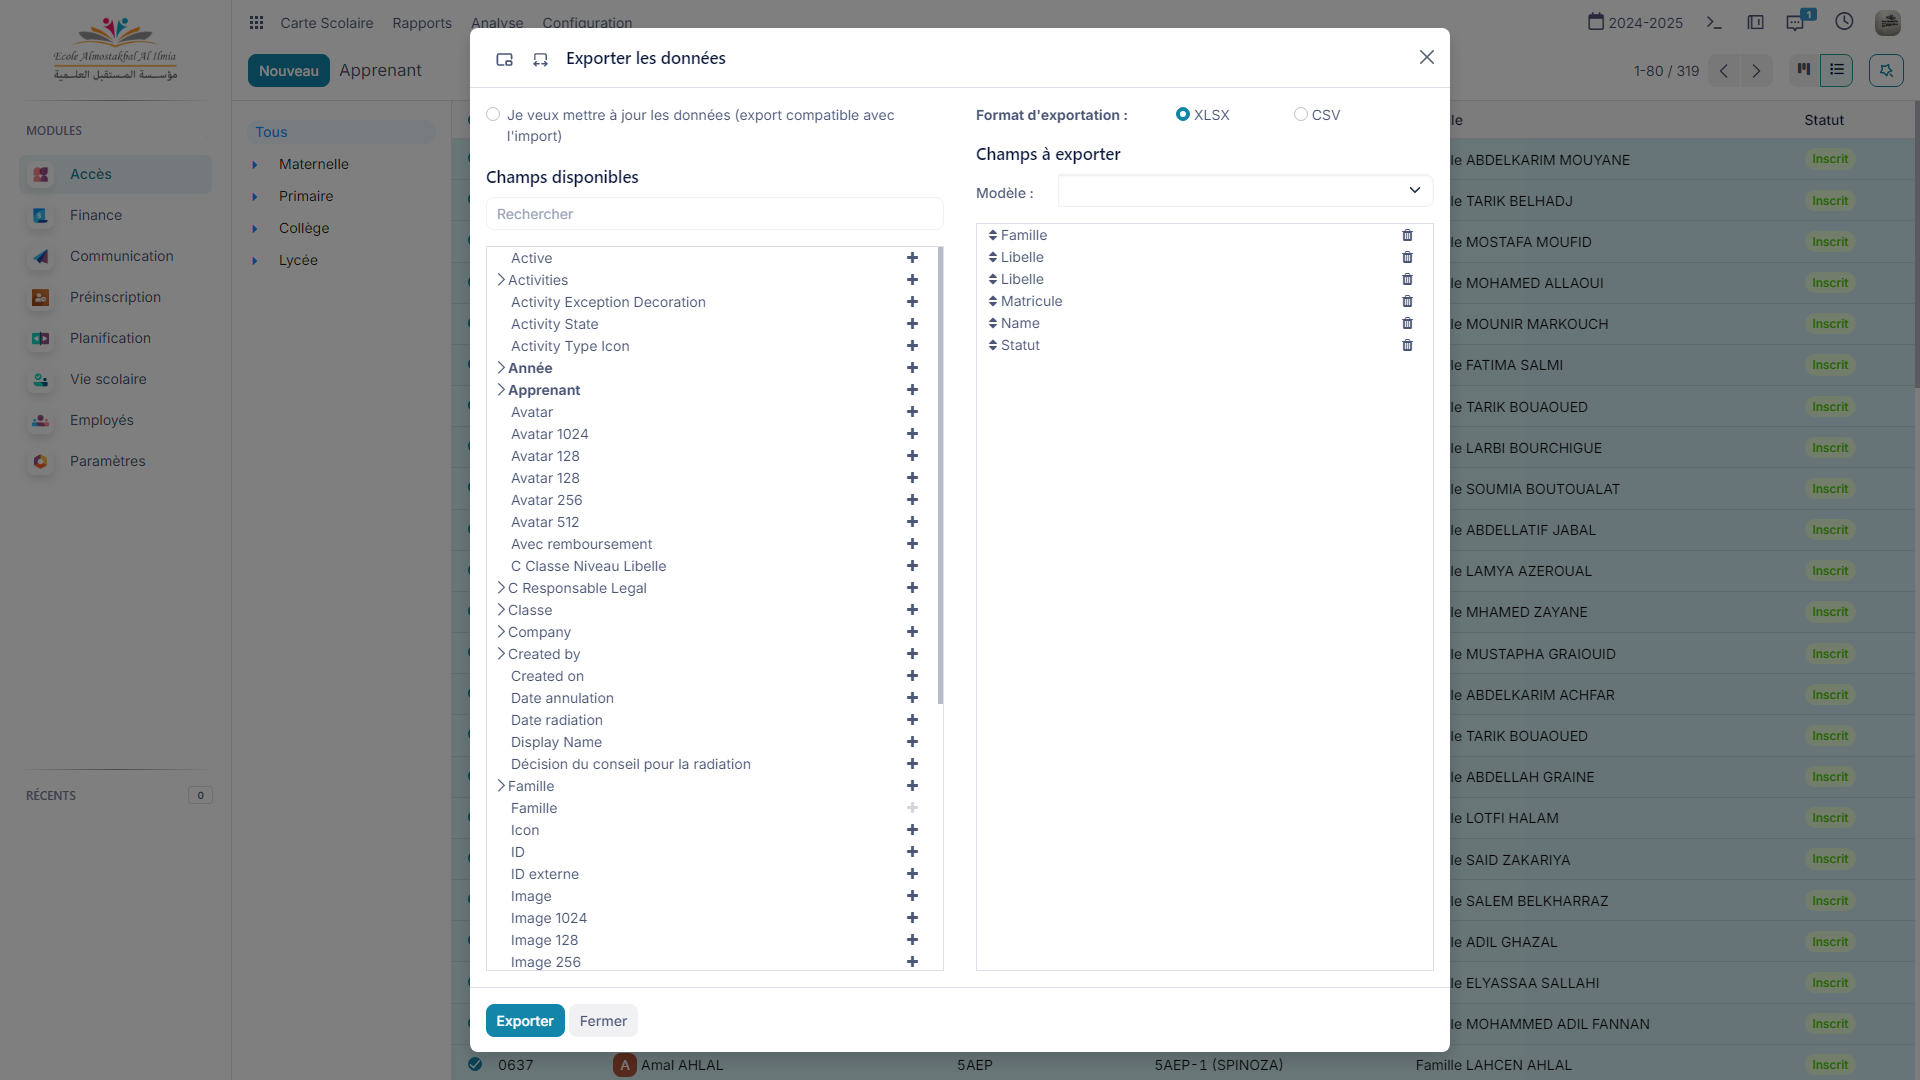 Ecole Almostakbal Al Ilmia
مؤسسة المستقبل العلمية
Carte Scolaire
Rapports
Analyse
Configuration
2024-2025
1
Nouveau
Apprenant
1-80 / 319
MODULES
Accès
Finance
Communication
Préinscription
Planification
Vie scolaire
Employés
Paramètres
RÉCENTS
0
Tous
Maternelle
Primaire
Collège
Lycée
Exporter les données
Je veux mettre à jour les données (export compatible avec
l'import)
Champs disponibles
Rechercher
Active
Activities
Activity Exception Decoration
Activity State
Activity Type Icon
Année
Apprenant
Avatar
Avatar 1024
Avatar 128
Avatar 128
Avatar 256
Avatar 512
Avec remboursement
C Classe Niveau Libelle
C Responsable Legal
Classe
Company
Created by
Created on
Date annulation
Date radiation
Display Name
Décision du conseil pour la radiation
Famille
Famille
Icon
ID
ID externe
Image
Image 1024
Image 128
Image 256
Format d'exportation :
XLSX
CSV
Champs à exporter
Modèle :
Famille
Libelle
Libelle
Matricule
Name
Statut
Exporter
Fermer
le
Statut
le ABDELKARIM MOUYANE
Inscrit
le TARIK BELHADJ
Inscrit
le MOSTAFA MOUFID
Inscrit
le MOHAMED ALLAOUI
Inscrit
le MOUNIR MARKOUCH
Inscrit
le FATIMA SALMI
Inscrit
le TARIK BOUAOUED
Inscrit
le LARBI BOURCHIGUE
Inscrit
le SOUMIA BOUTOUALAT
Inscrit
le ABDELLATIF JABAL
Inscrit
le LAMYA AZEROUAL
Inscrit
le MHAMED ZAYANE
Inscrit
le MUSTAPHA GRAIOUID
Inscrit
le ABDELKARIM ACHFAR
Inscrit
le TARIK BOUAOUED
Inscrit
le ABDELLAH GRAINE
Inscrit
le LOTFI HALAM
Inscrit
le SAID ZAKARIYA
Inscrit
le SALEM BELKHARRAZ
Inscrit
le ADIL GHAZAL
Inscrit
le ELYASSAA SALLAHI
Inscrit
le MOHAMMED ADIL FANNAN
Inscrit
0637
A
Amal AHLAL
5AEP
5AEP-1 (SPINOZA)
Famille LAHCEN AHLAL
Inscrit